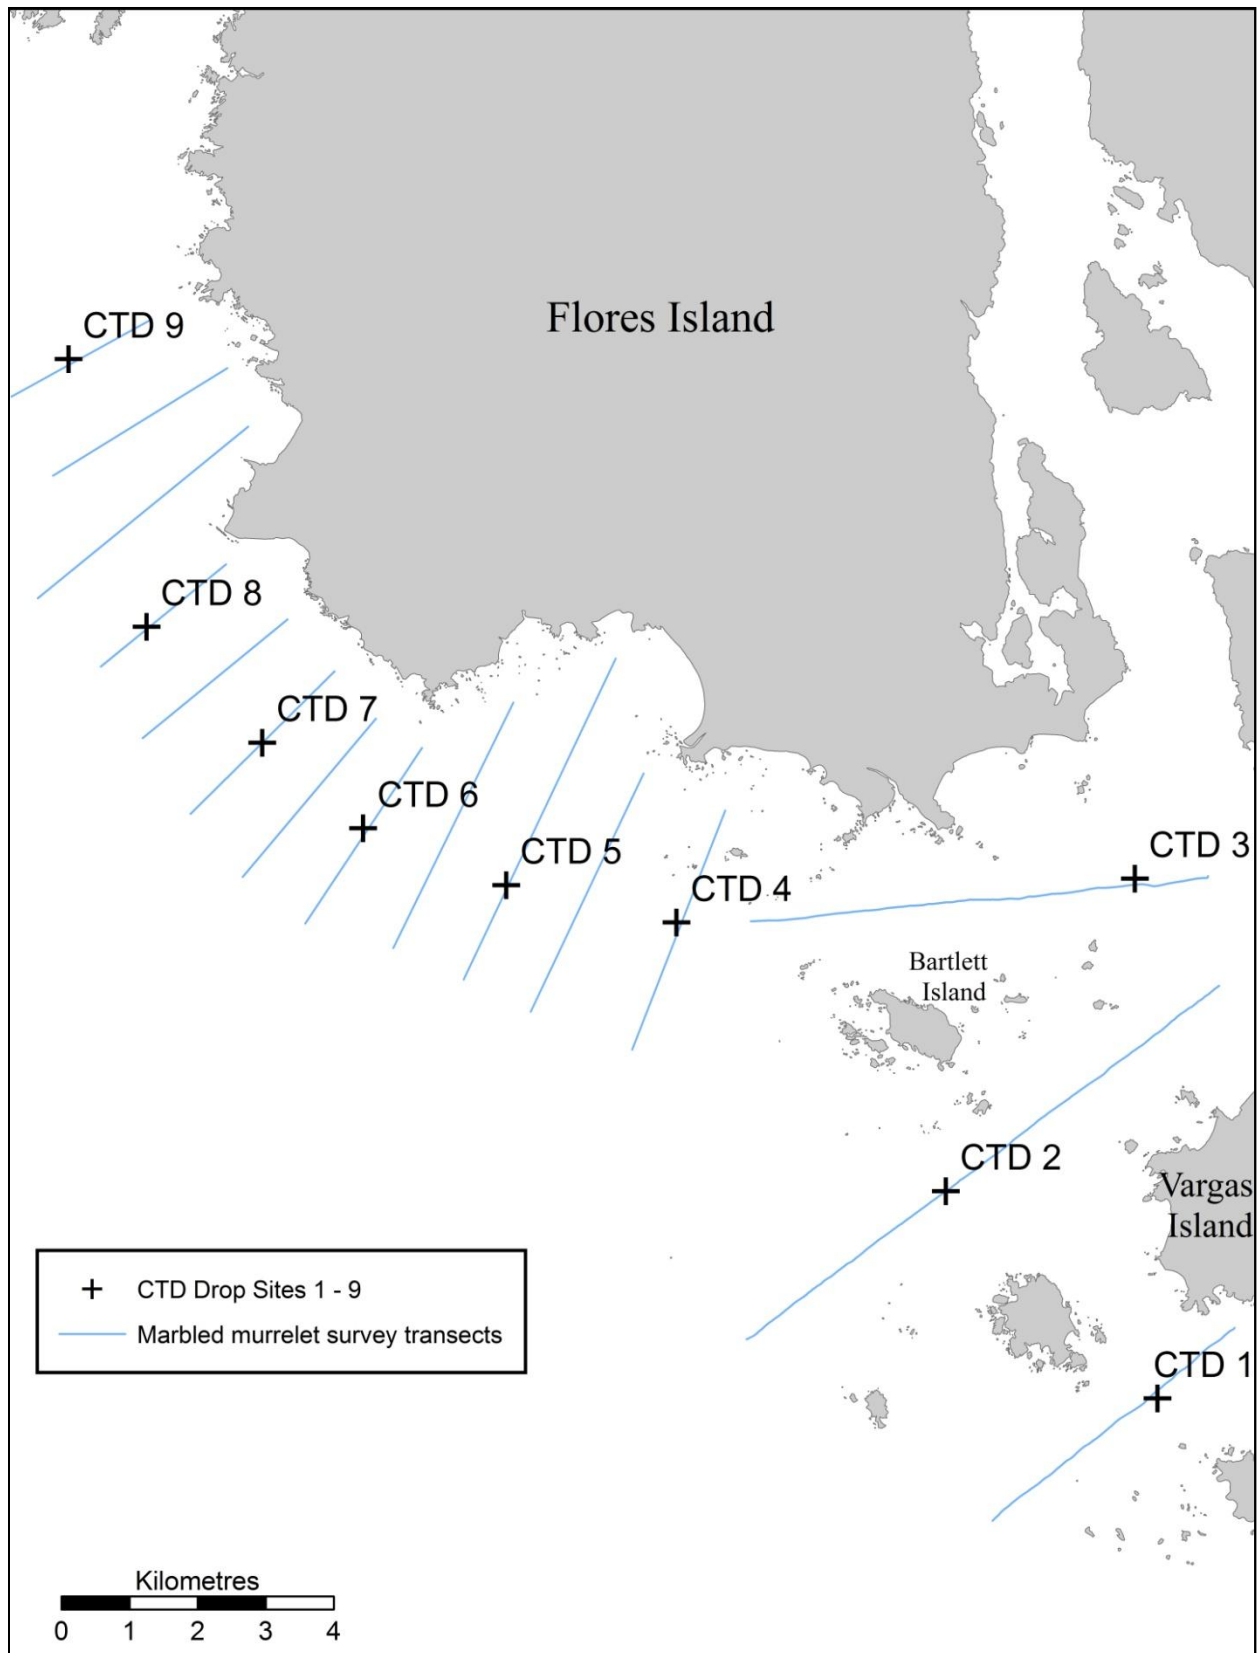 Flores Island
CTD 9
CTD 8
CTD 7
CTD 6
CTD 5
CTD 4
CTD 3
Bartlett
Island
CTD 2
Vargas
Island
CTD 1
CTD Drop Sites 1 - 9
Marbled murrelet survey transects
Kilometres
0 1 2 3 4